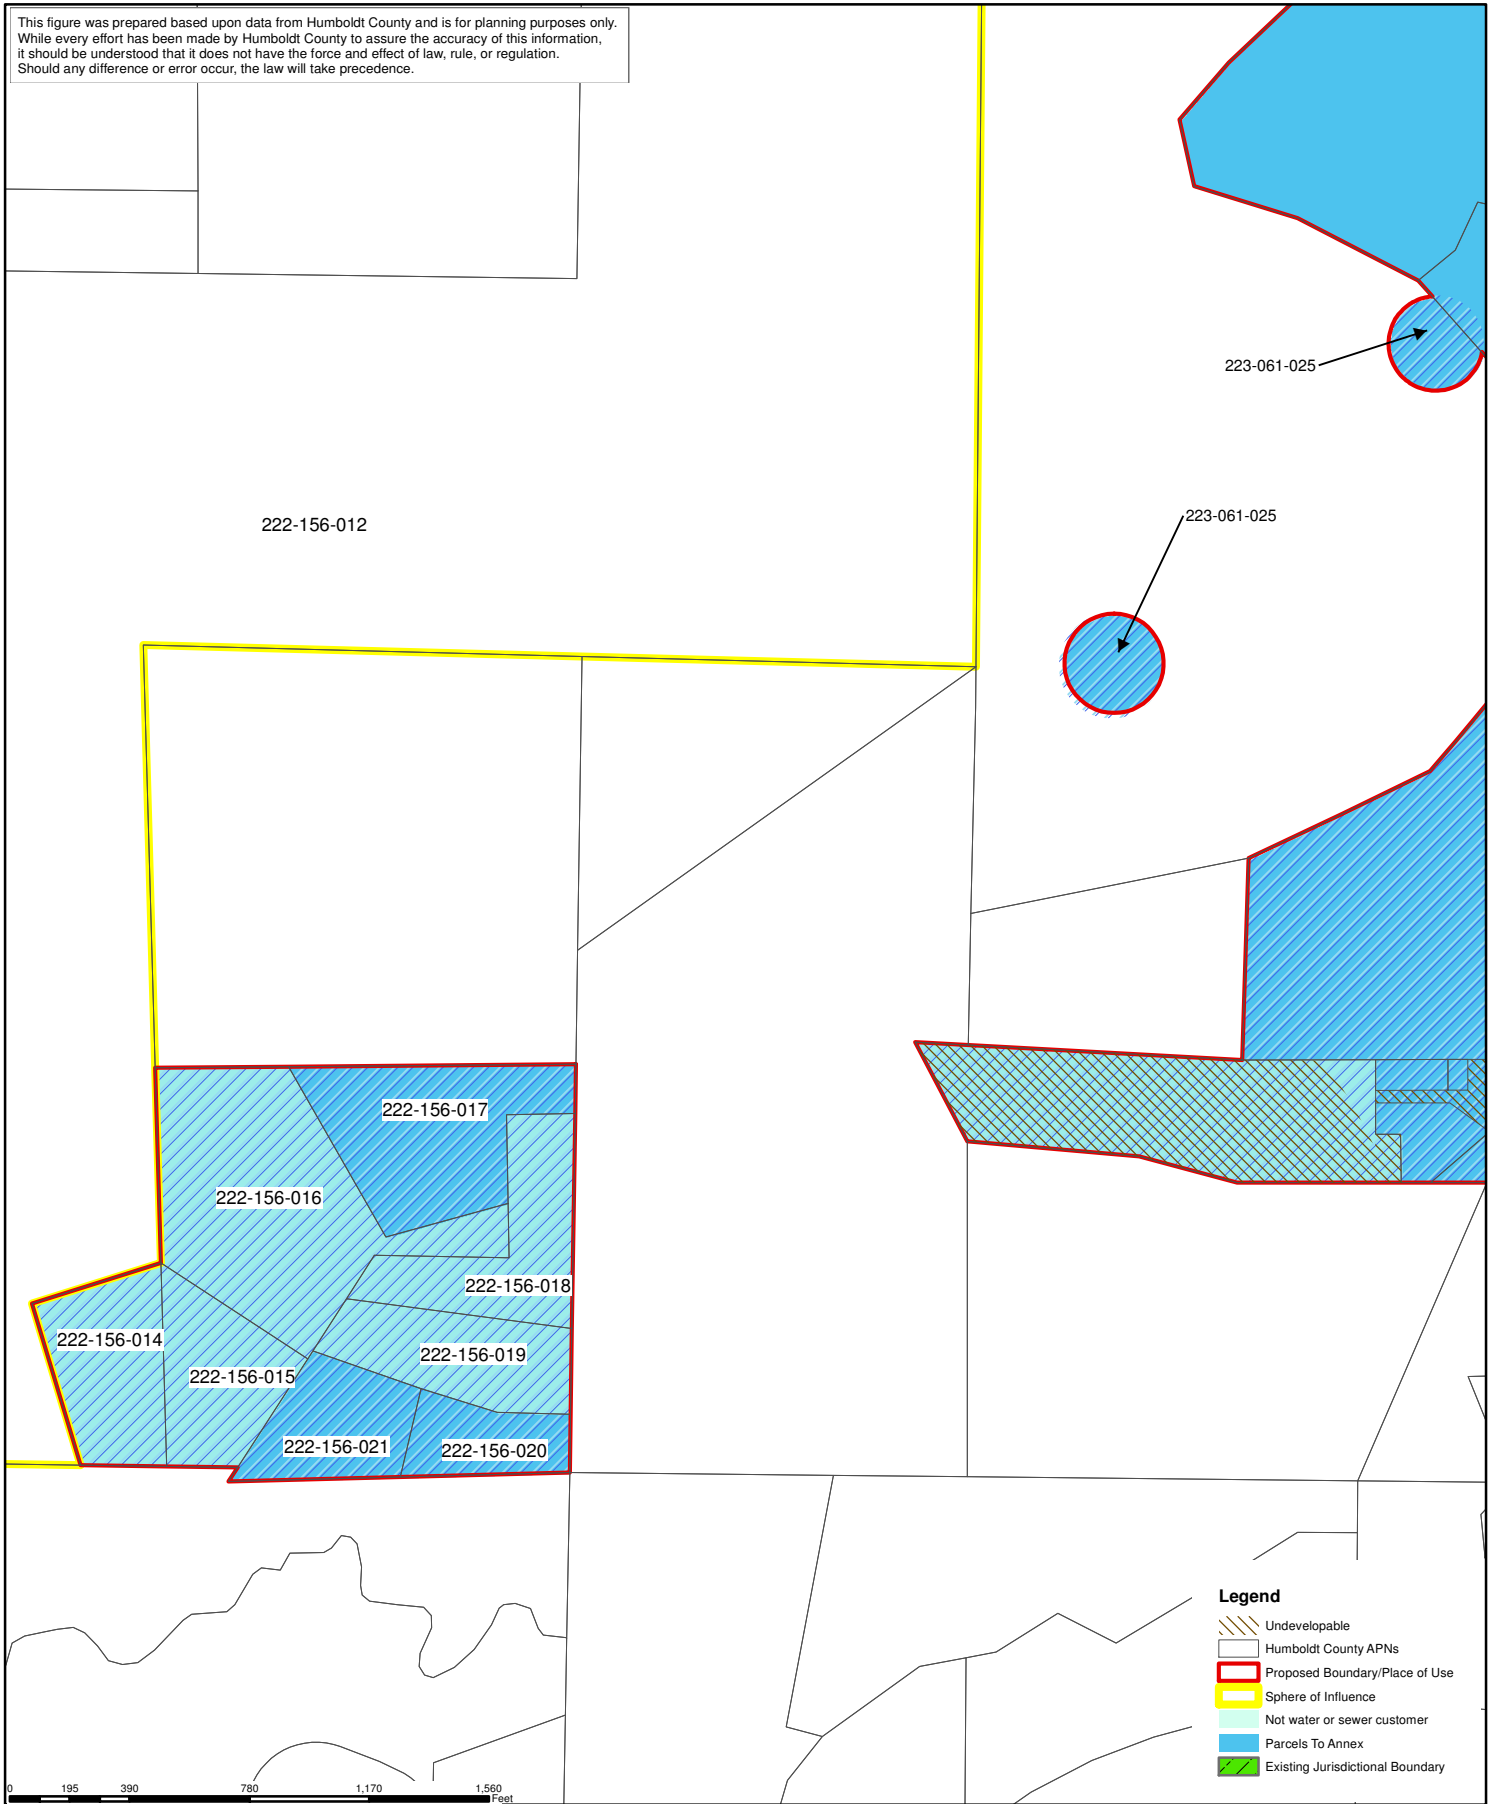 This figure was prepared based upon data from Humboldt County and is for planning purposes only.
While every effort has been made by Humboldt County to assure the accuracy of this information,
it should be understood that it does not have the force and effect of law, rule, or regulation.
Should any difference or error occur, the law will take precedence.
223-061-025
222-156-012
223-061-025
222-156-017
222-156-016
222-156-018
222-156-014
222-156-019
222-156-015
222-156-021
222-156-020
Legend
Undevelopable
Humboldt County APNs
Proposed Boundary/Place of Use
Sphere of Influence
Not water or sewer customer
Parcels To Annex
Existing Jurisdictional Boundary
0 195 390 780 1,170 1,560
Feet